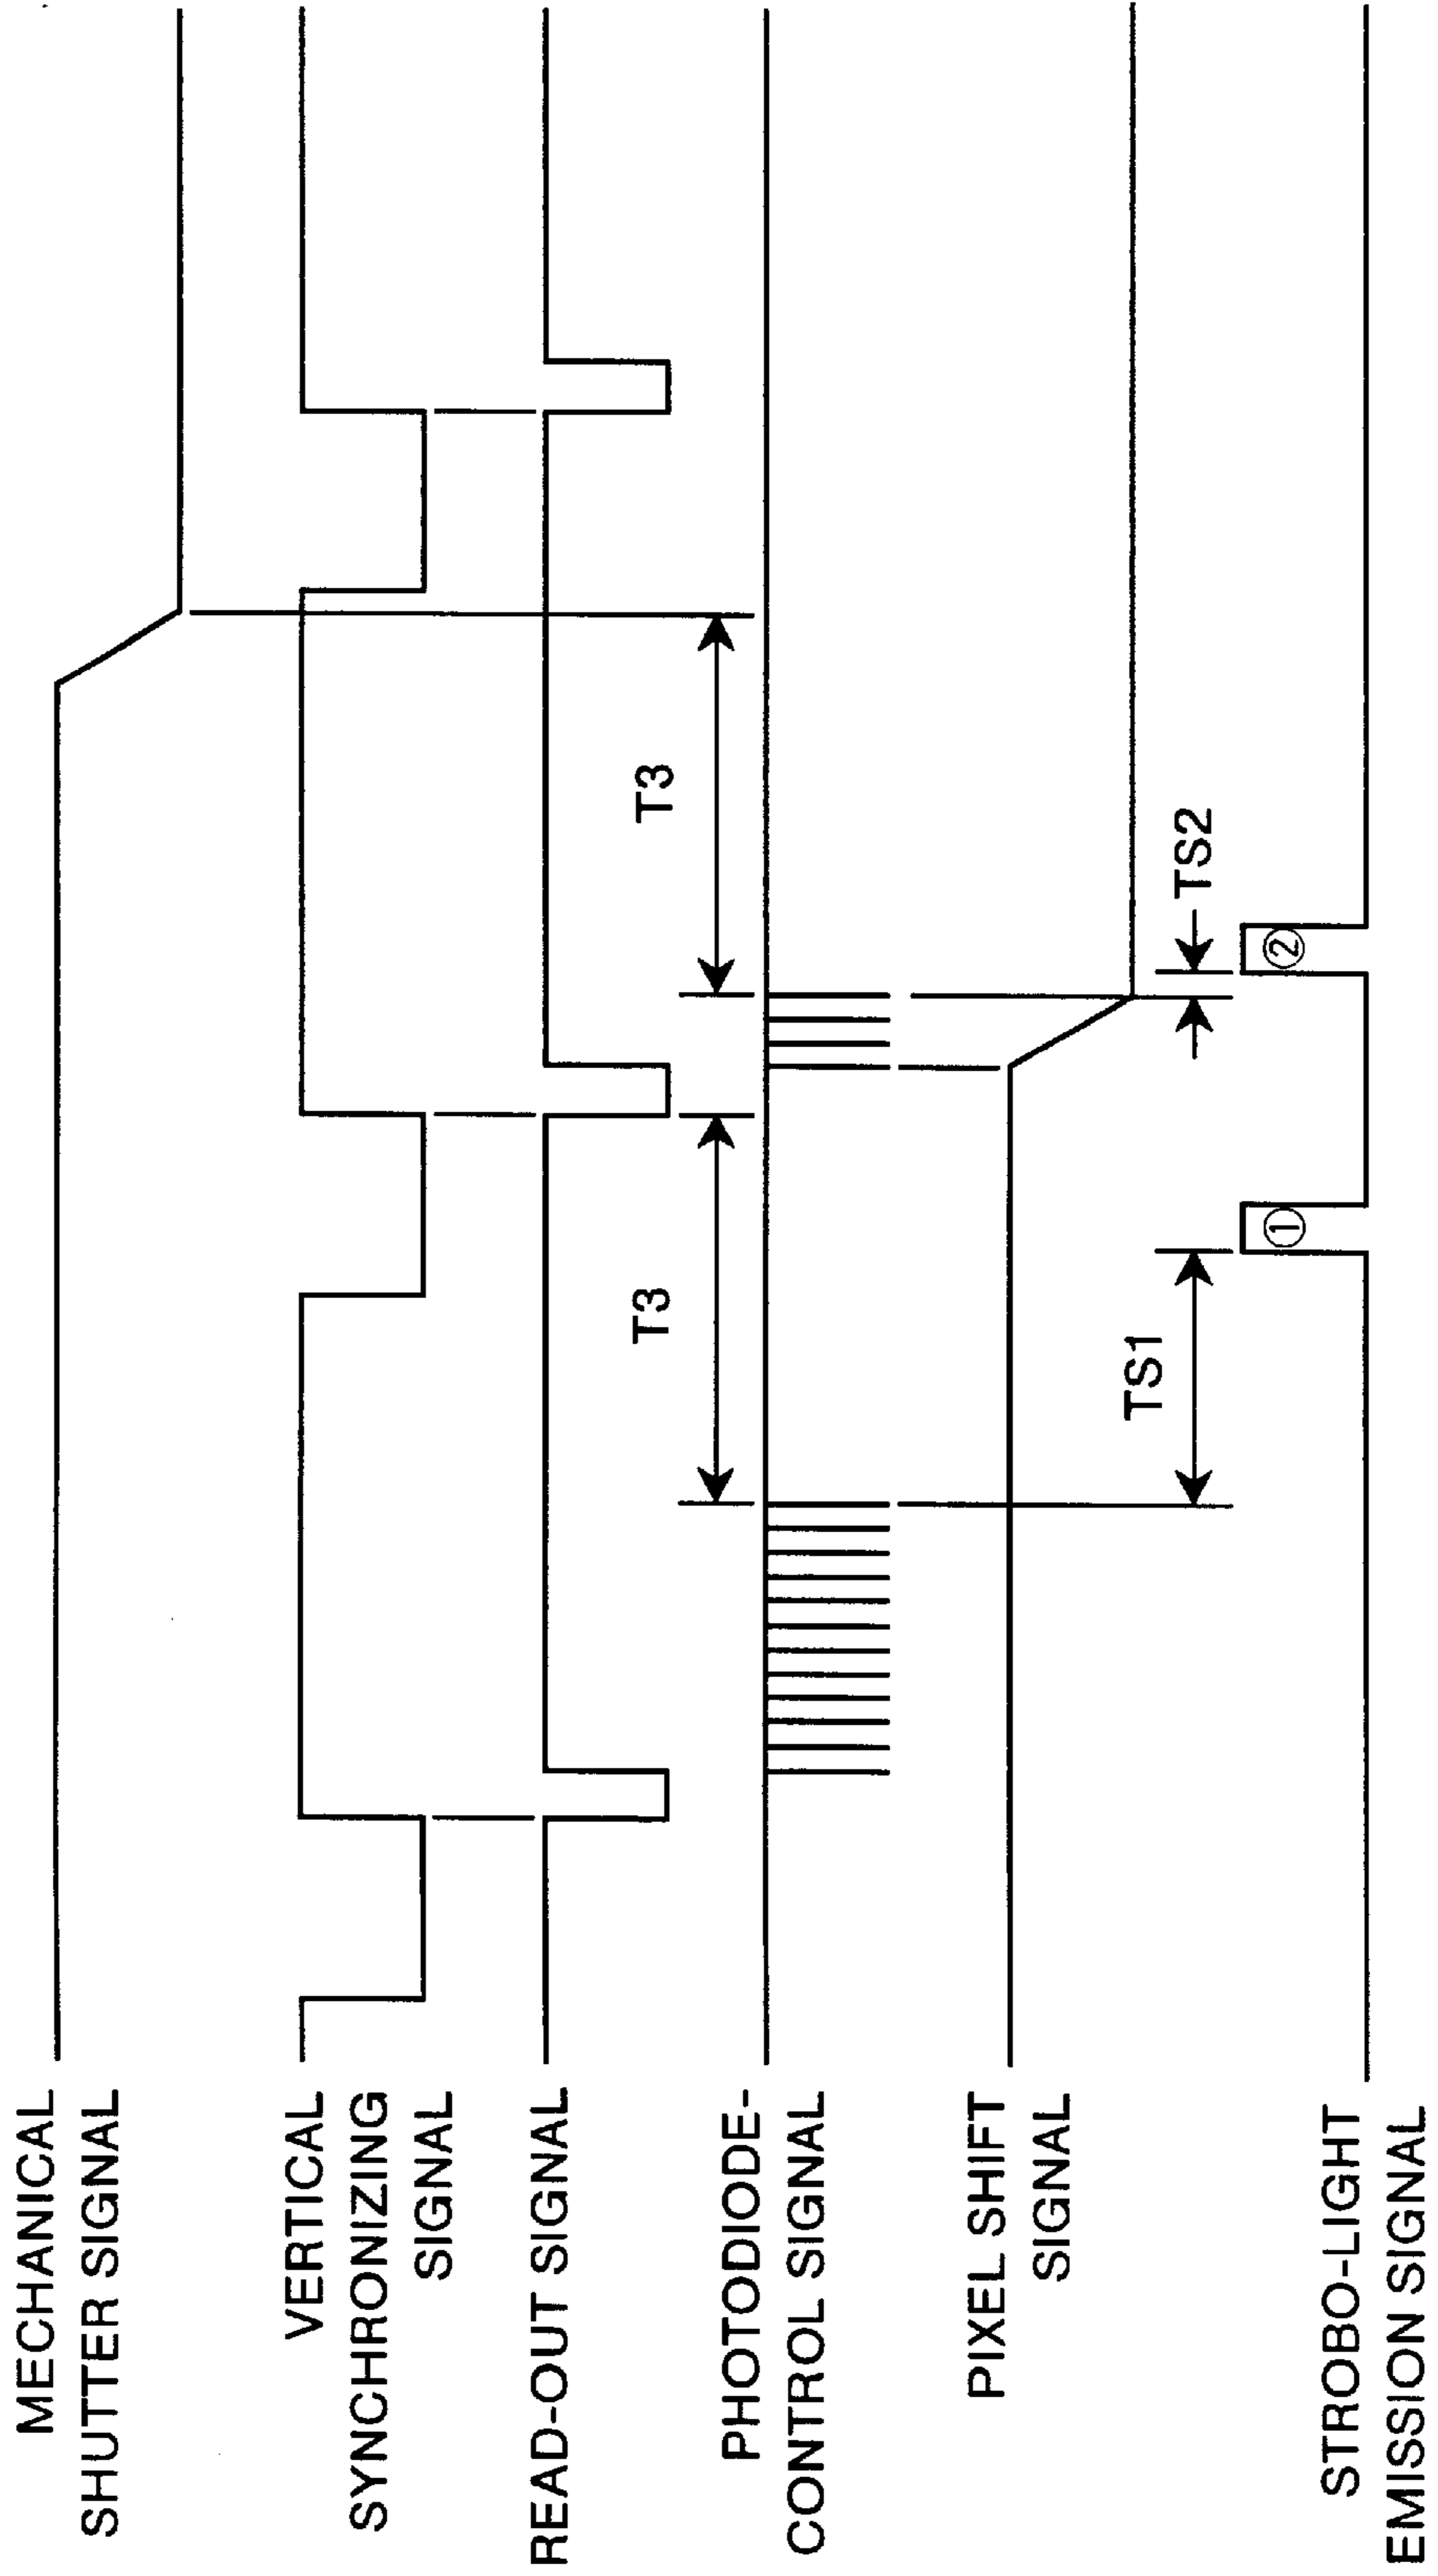 MECHANICAL
SHUTTER SIGNAL
VERTICAL
SYNCHRONIZING
SIGNAL
READ-OUT SIGNAL
T3
T3
PHOTODIODE-
CONTROL SIGNAL
PIXEL SHIFT
SIGNAL
TS1
TS2
①
②
STROBO-LIGHT
EMISSION SIGNAL